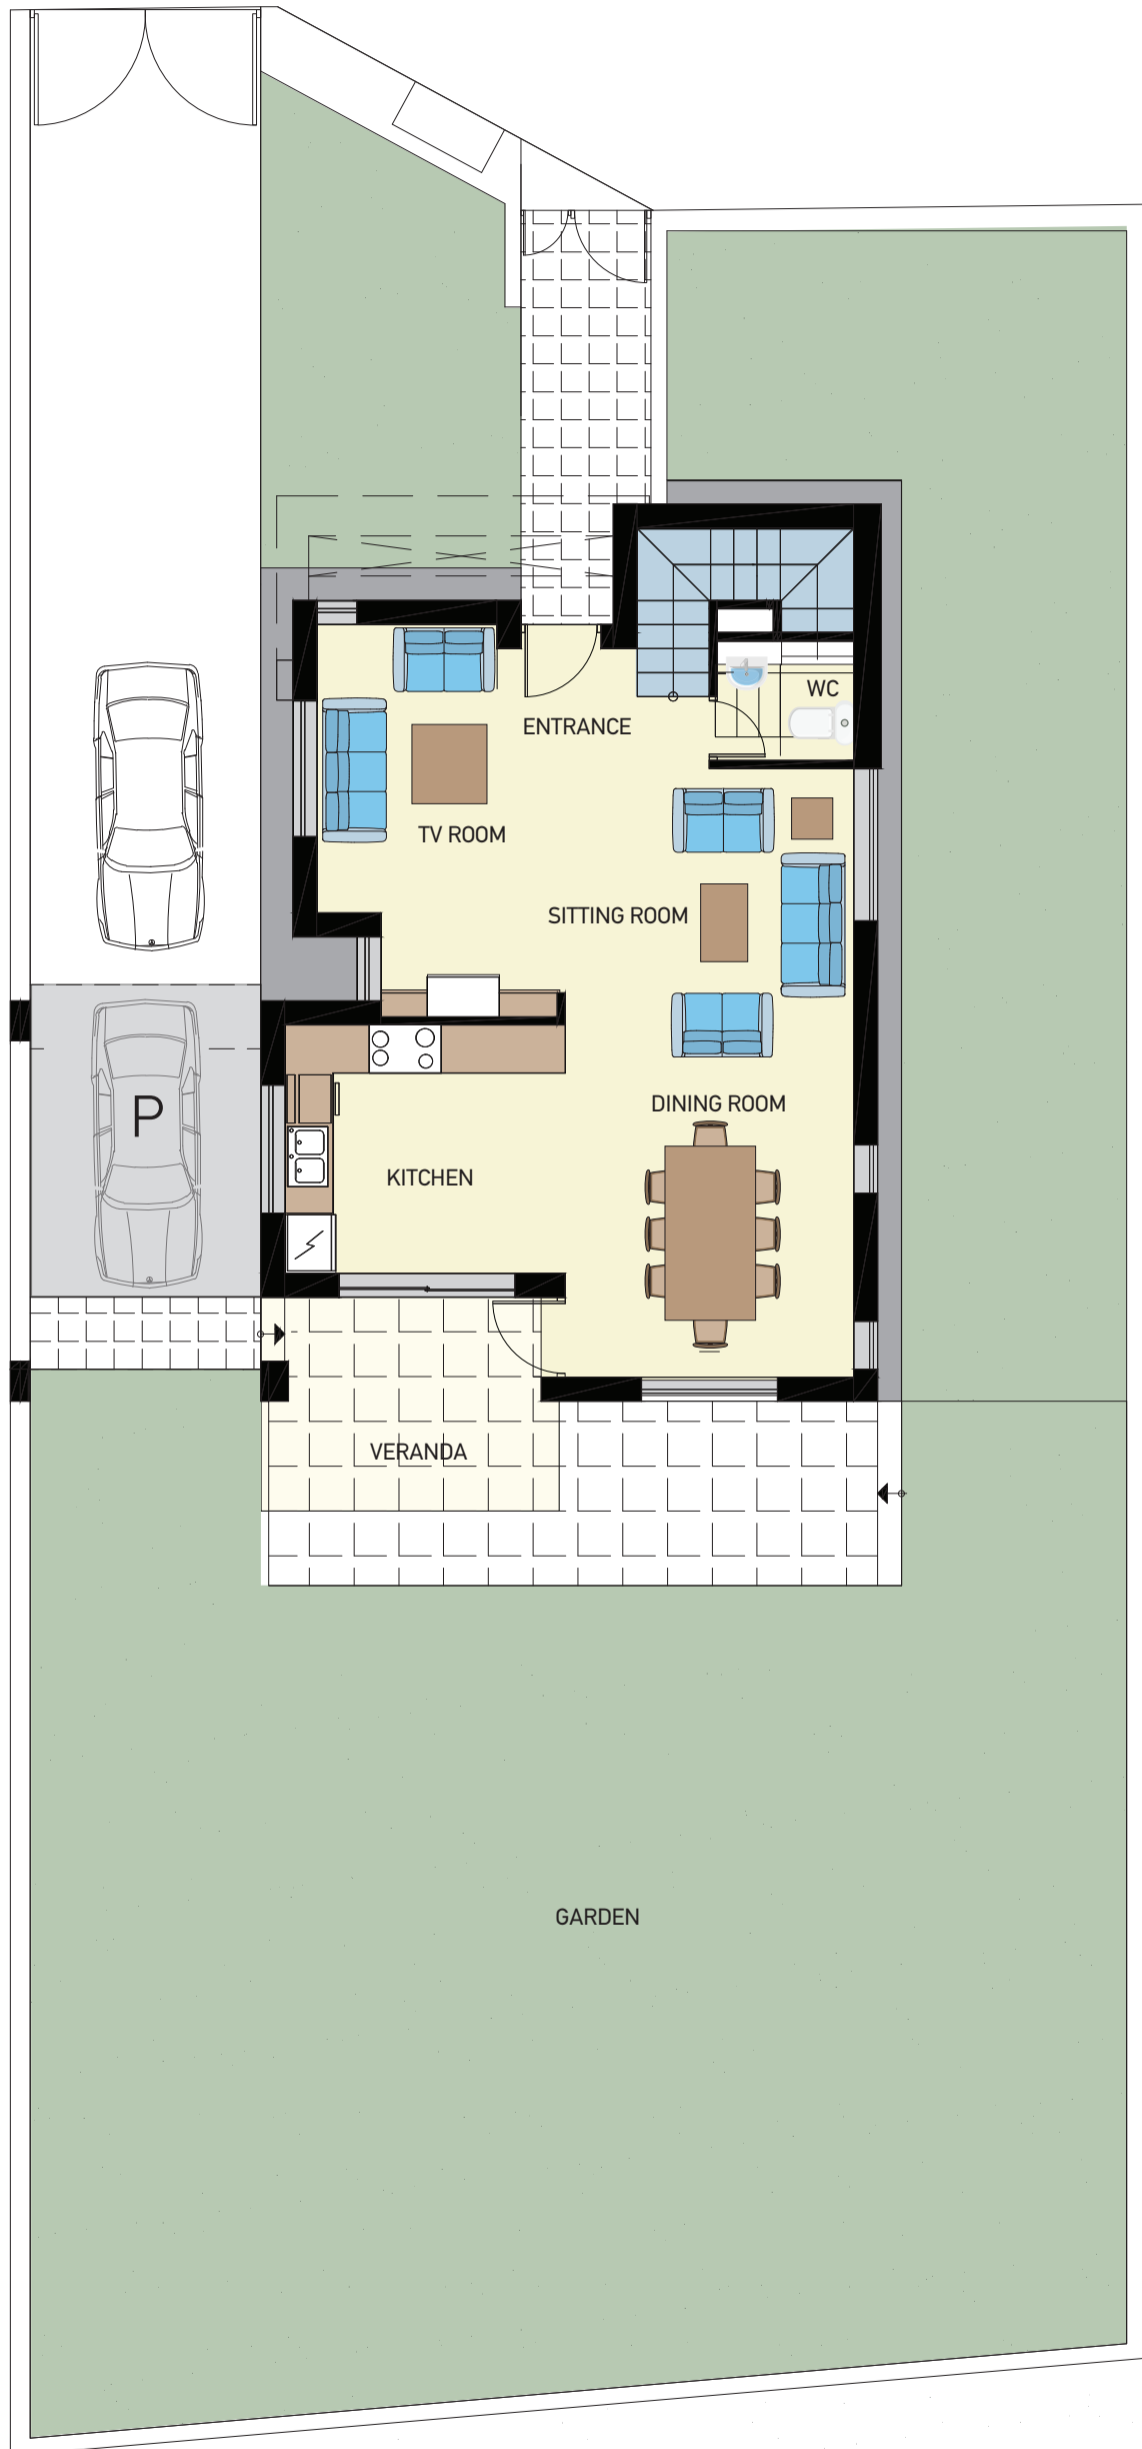 WC
ENTRANCE
TV ROOM
SITTING ROOM
DINING ROOM
P
KITCHEN
VERANDA
GARDEN